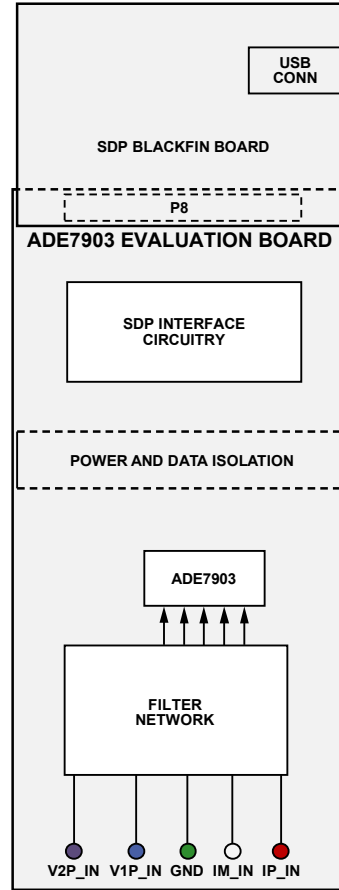 USB
CONN
SDP BLACKFIN BOARD
P8
ADE7903 EVALUATION BOARD
SDP INTERFACE
CIRCUITRY
POWER AND DATA ISOLATION
ADE7903
FILTER
NETWORK
V2P_IN V1P_IN GND IM_IN IP_IN